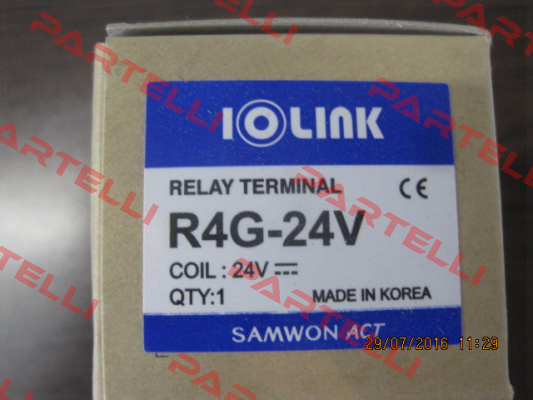 IOLINK
RELAY TERMINAL CE
R4G-24V
COIL : 24V ⎓
QTY:1 MADE IN KOREA
SAMWON ACT
29/07/2016 11:29
PARTELLI
PARTELLI
PARTELLI
PARTELLI
PARTELLI
PARTELLI